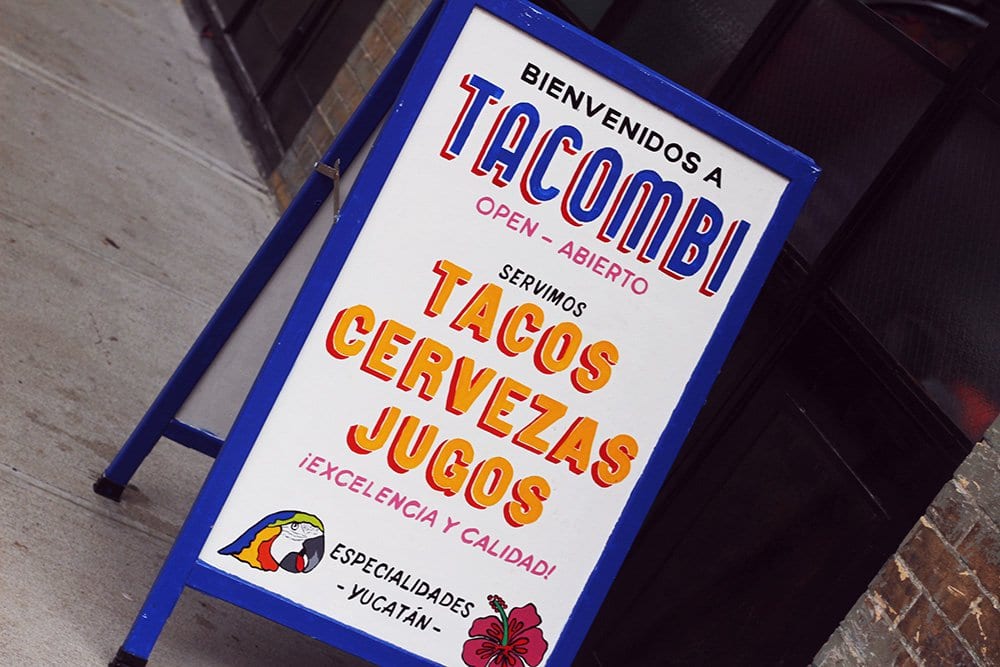 BIENVENIDOS A
TACOMBI
OPEN - ABIERTO
SERVIMOS
TACOS
CERVEZAS
JUGOS
¡EXCELENCIA Y CALIDAD!
ESPECIALIDADES
- YUCATÁN -